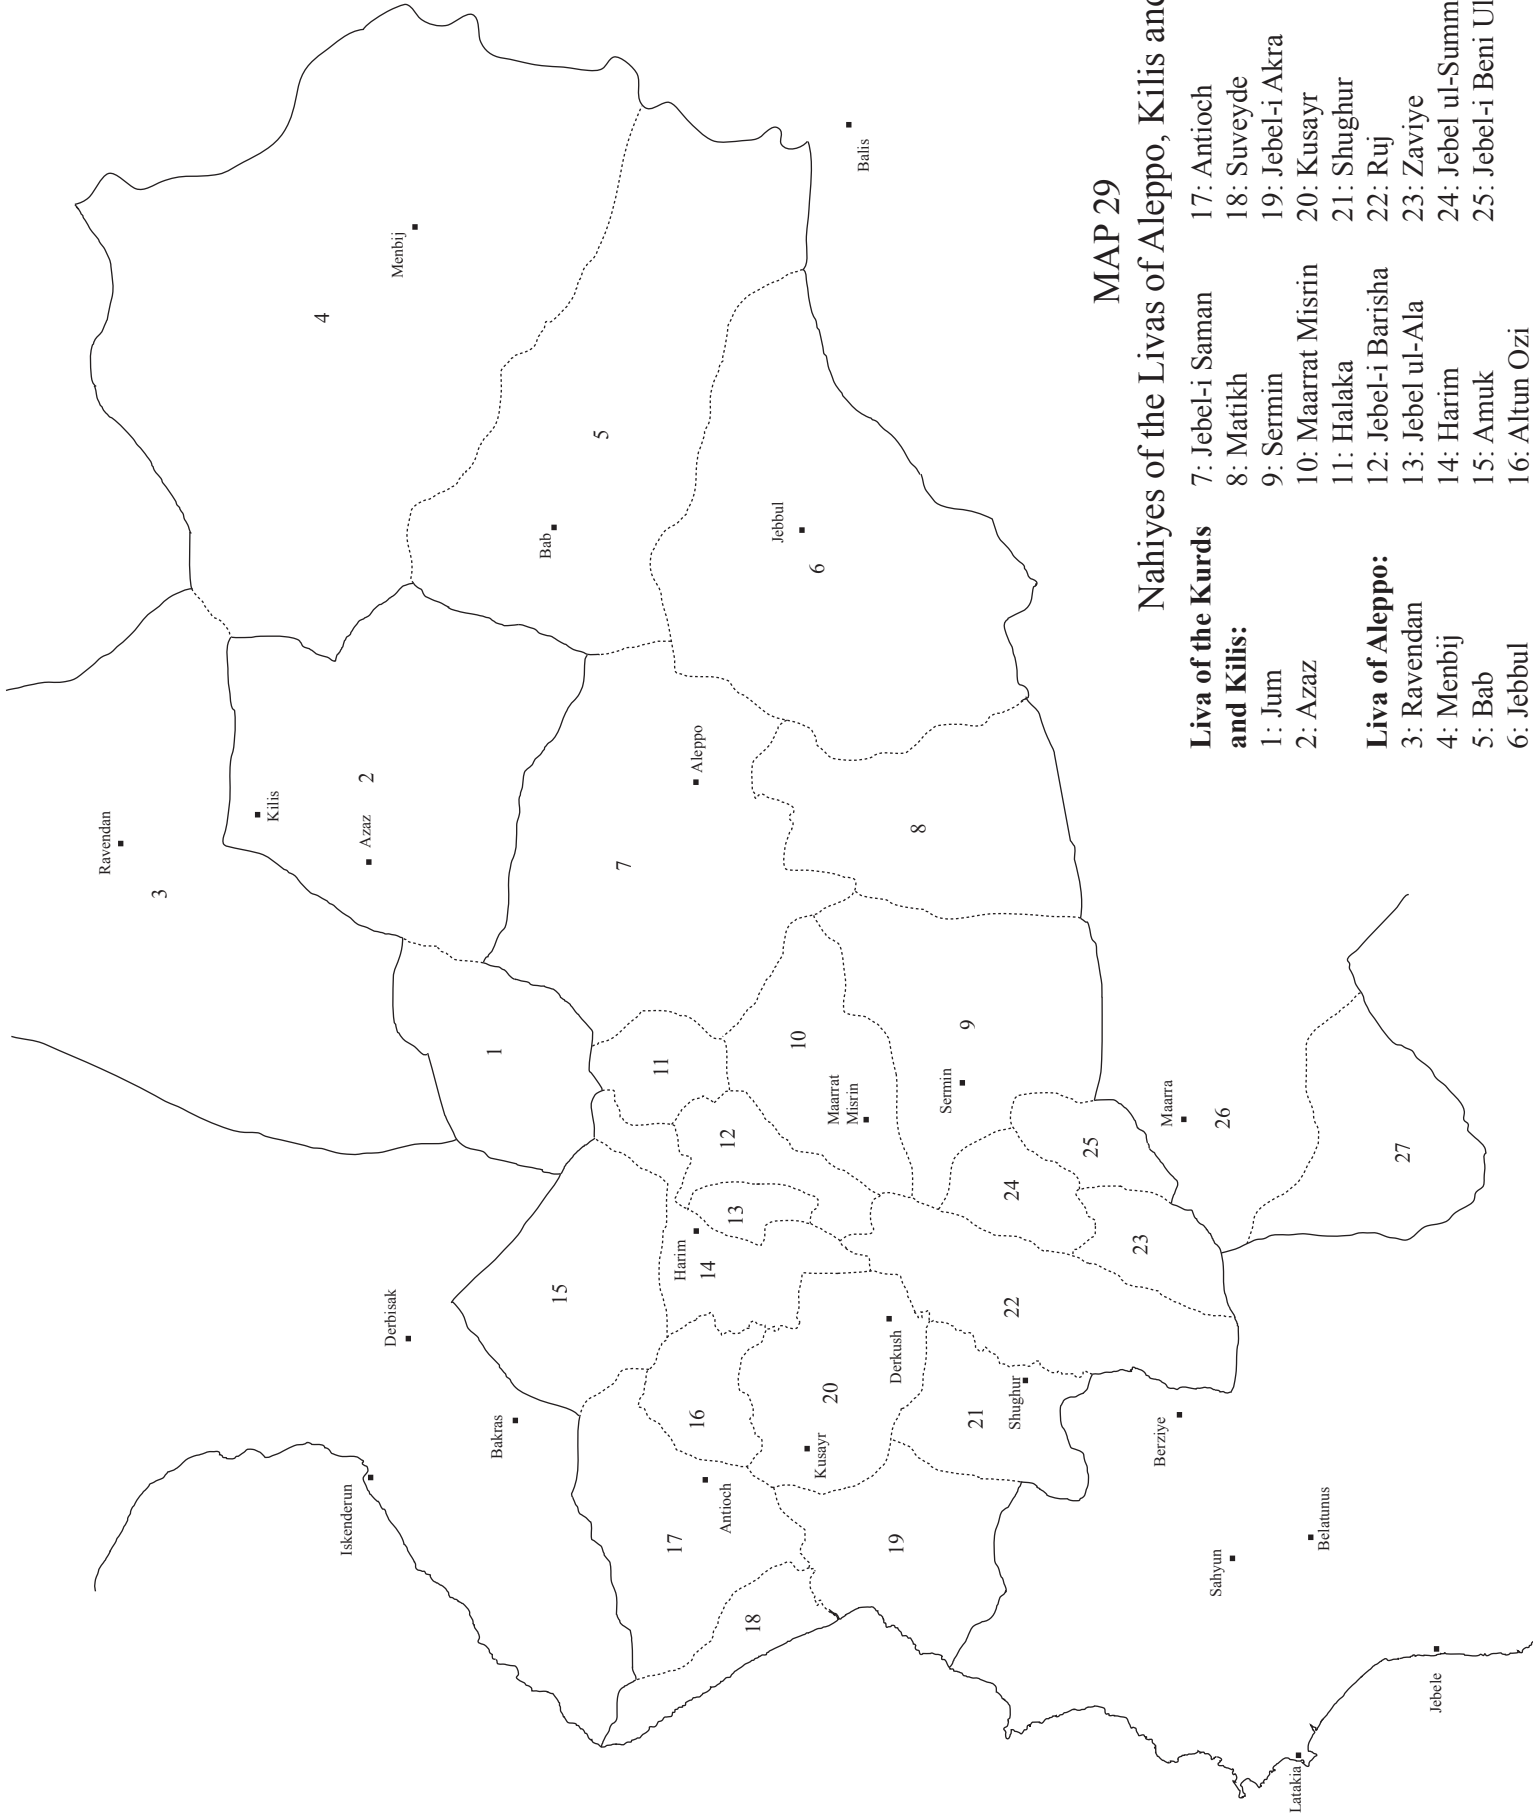 Ravendan
3
Kilis
4
Iskenderun
Azaz
2
Derbisak
Menbij
1
Bakras
Bab
15
5
7
11
17
Harim
16
Aleppo
14
Antioch
12
13
18
Jebbul
10
6
Kusayr
20
Maarrat
Misrin
Balis
Derkush
19
8
Sermin
9
21
22
24
Shughur
25
23
Berziye
Maarra
Sahyun
26
Latakia
Belatunus
27
Jebele
MAP 29
Nahiyes of the Livas of Aleppo, Kilis and
Liva of the Kurds
and Kilis:
1: Jum
2: Azaz
Liva of Aleppo:
3: Ravendan
4: Menbij
5: Bab
6: Jebbul
7: Jebel-i Saman
8: Matikh
9: Sermin
10: Maarrat Misrin
11: Halaka
12: Jebel-i Barisha
13: Jebel ul-Ala
14: Harim
15: Amuk
16: Altun Ozi
17: Antioch
18: Suveyde
19: Jebel-i Akra
20: Kusayr
21: Shughur
22: Ruj
23: Zaviye
24: Jebel ul-Summ
25: Jebel-i Beni Ul